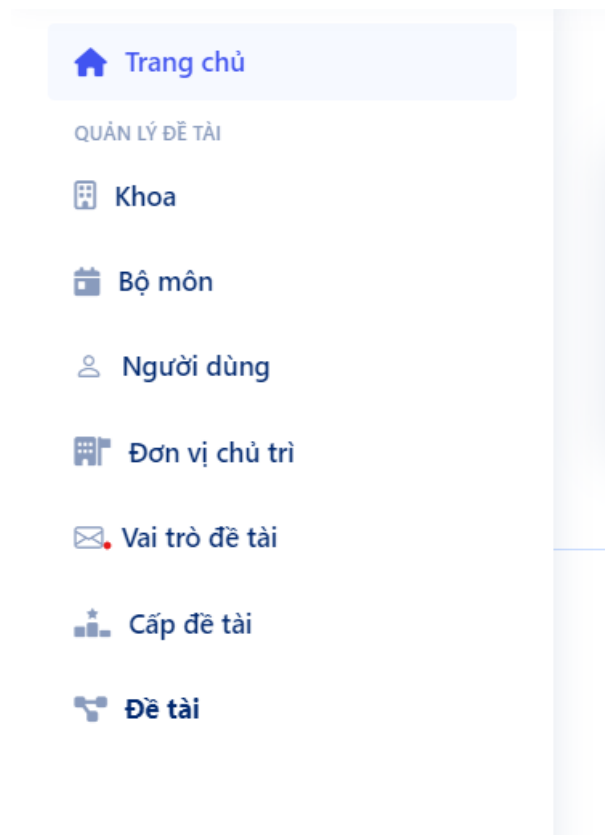 Trang chủ
QUẢN LÝ ĐỀ TÀI
Khoa
Bộ môn
Người dùng
Đơn vị chủ trì
Vai trò đề tài
Cấp đề tài
Đề tài